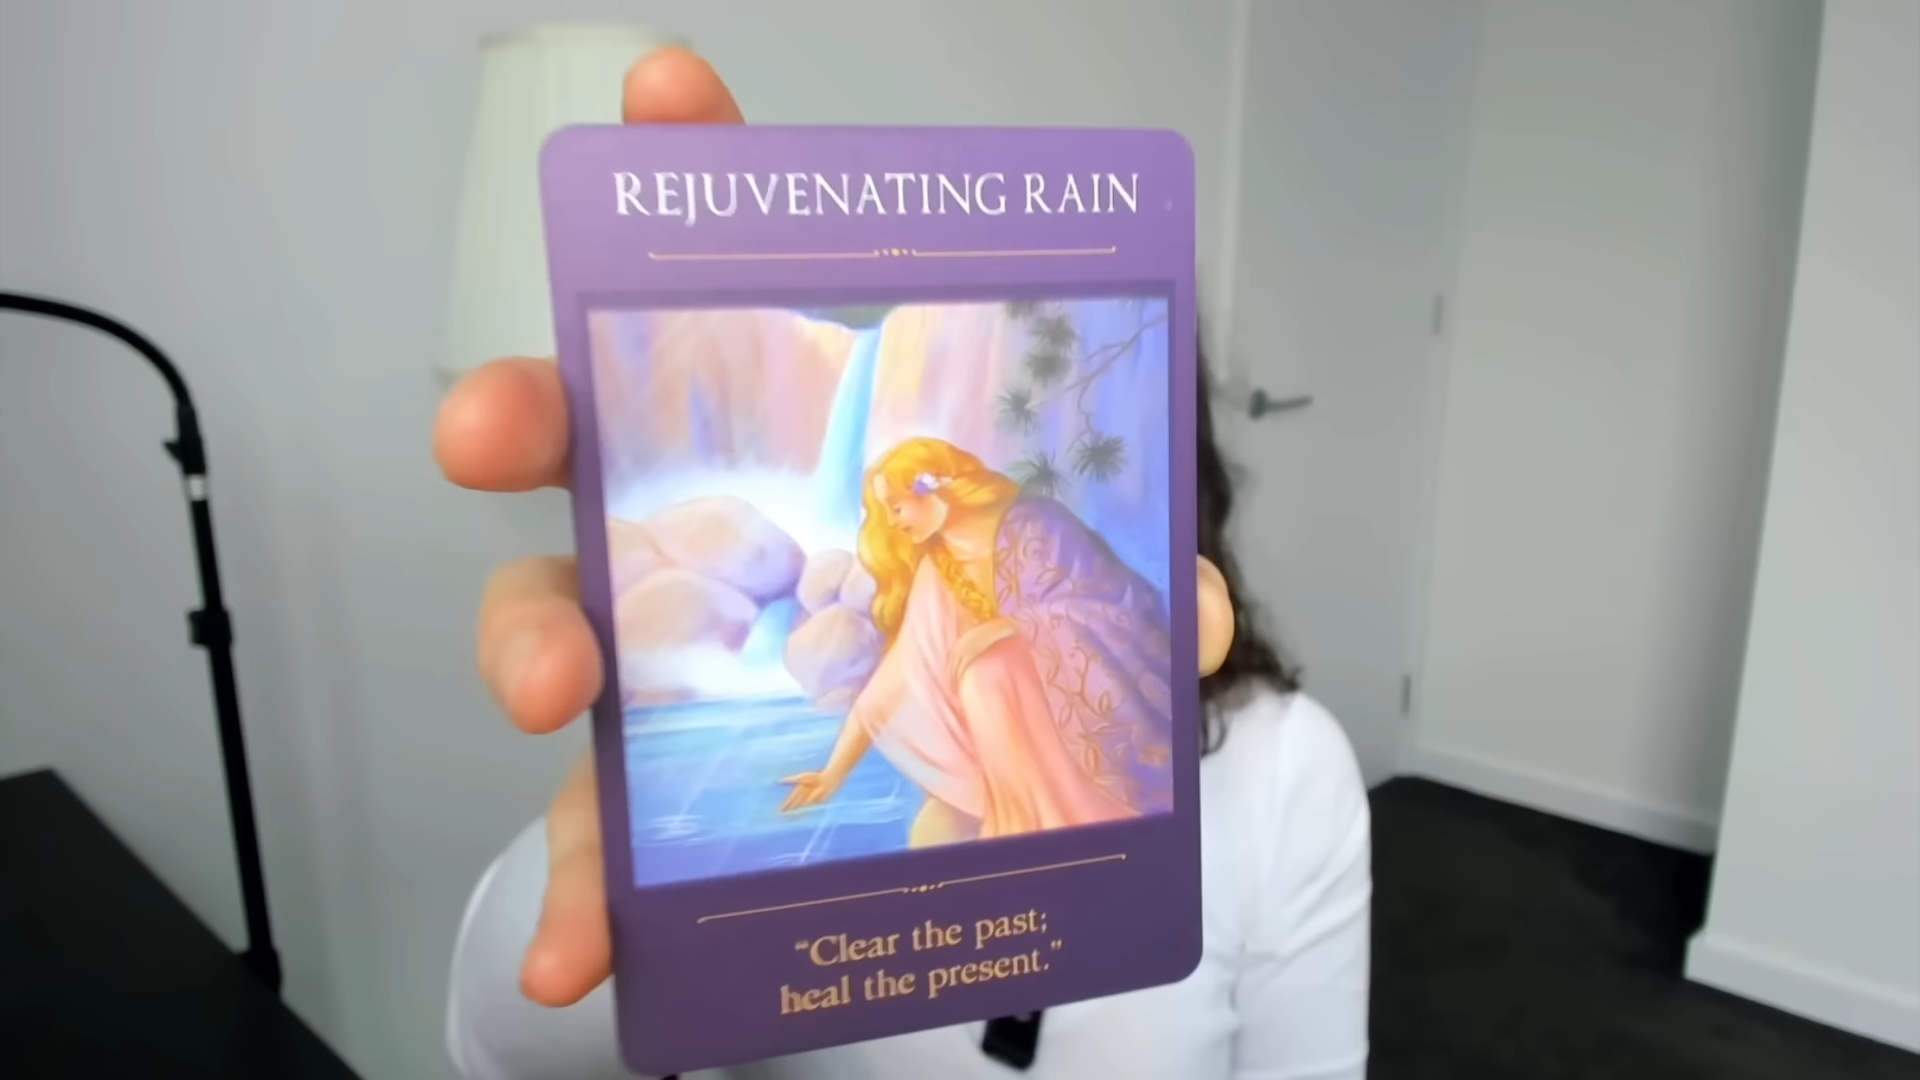 REJUVENATING RAIN
“Clear the past;
heal the present.”